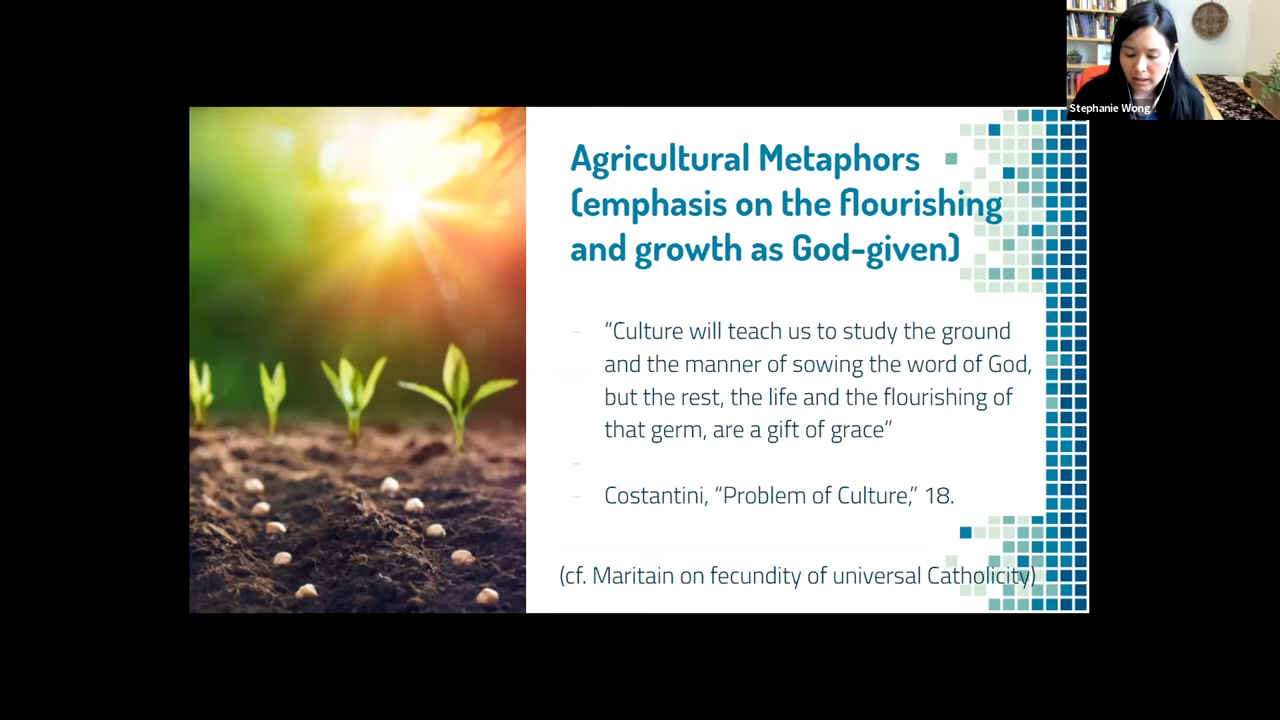 Stephanie Wong
Agricultural Metaphors
(emphasis on the flourishing
and growth as God-given)
- “Culture will teach us to study the ground
and the manner of sowing the word of God,
but the rest, the life and the flourishing of
that germ, are a gift of grace”
-
- Costantini, “Problem of Culture,” 18.
(cf. Maritain on fecundity of universal Catholicity)